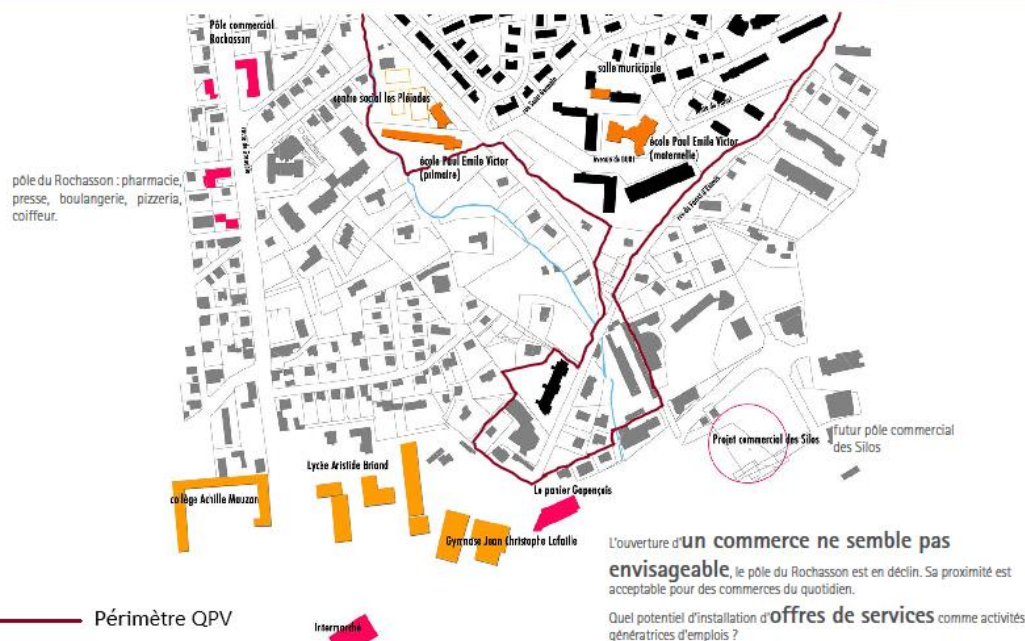 Pôle commercial
Rochasson
salle municipale
centre social les Pléiades
école Paul Emile Victor
(maternelle)
école Paul Emile Victor
(primaire)
pôle du Rochasson : pharmacie,
presse, boulangerie, pizzeria,
coiffeur.
Projet commercial des Silos
futur pôle commercial
des Silos
Lycée Aristide Briand
collège Achille Mauzan
Le panier Gapençais
Gymnase Jean Christophe Lafaille
L'ouverture d'un commerce ne semble pas
envisageable, le pôle du Rochasson est en déclin. Sa proximité est
acceptable pour des commerces du quotidien.
Quel potentiel d'installation d'offres de services comme activités
génératrices d'emplois ?
Périmètre QPV
Intermarché